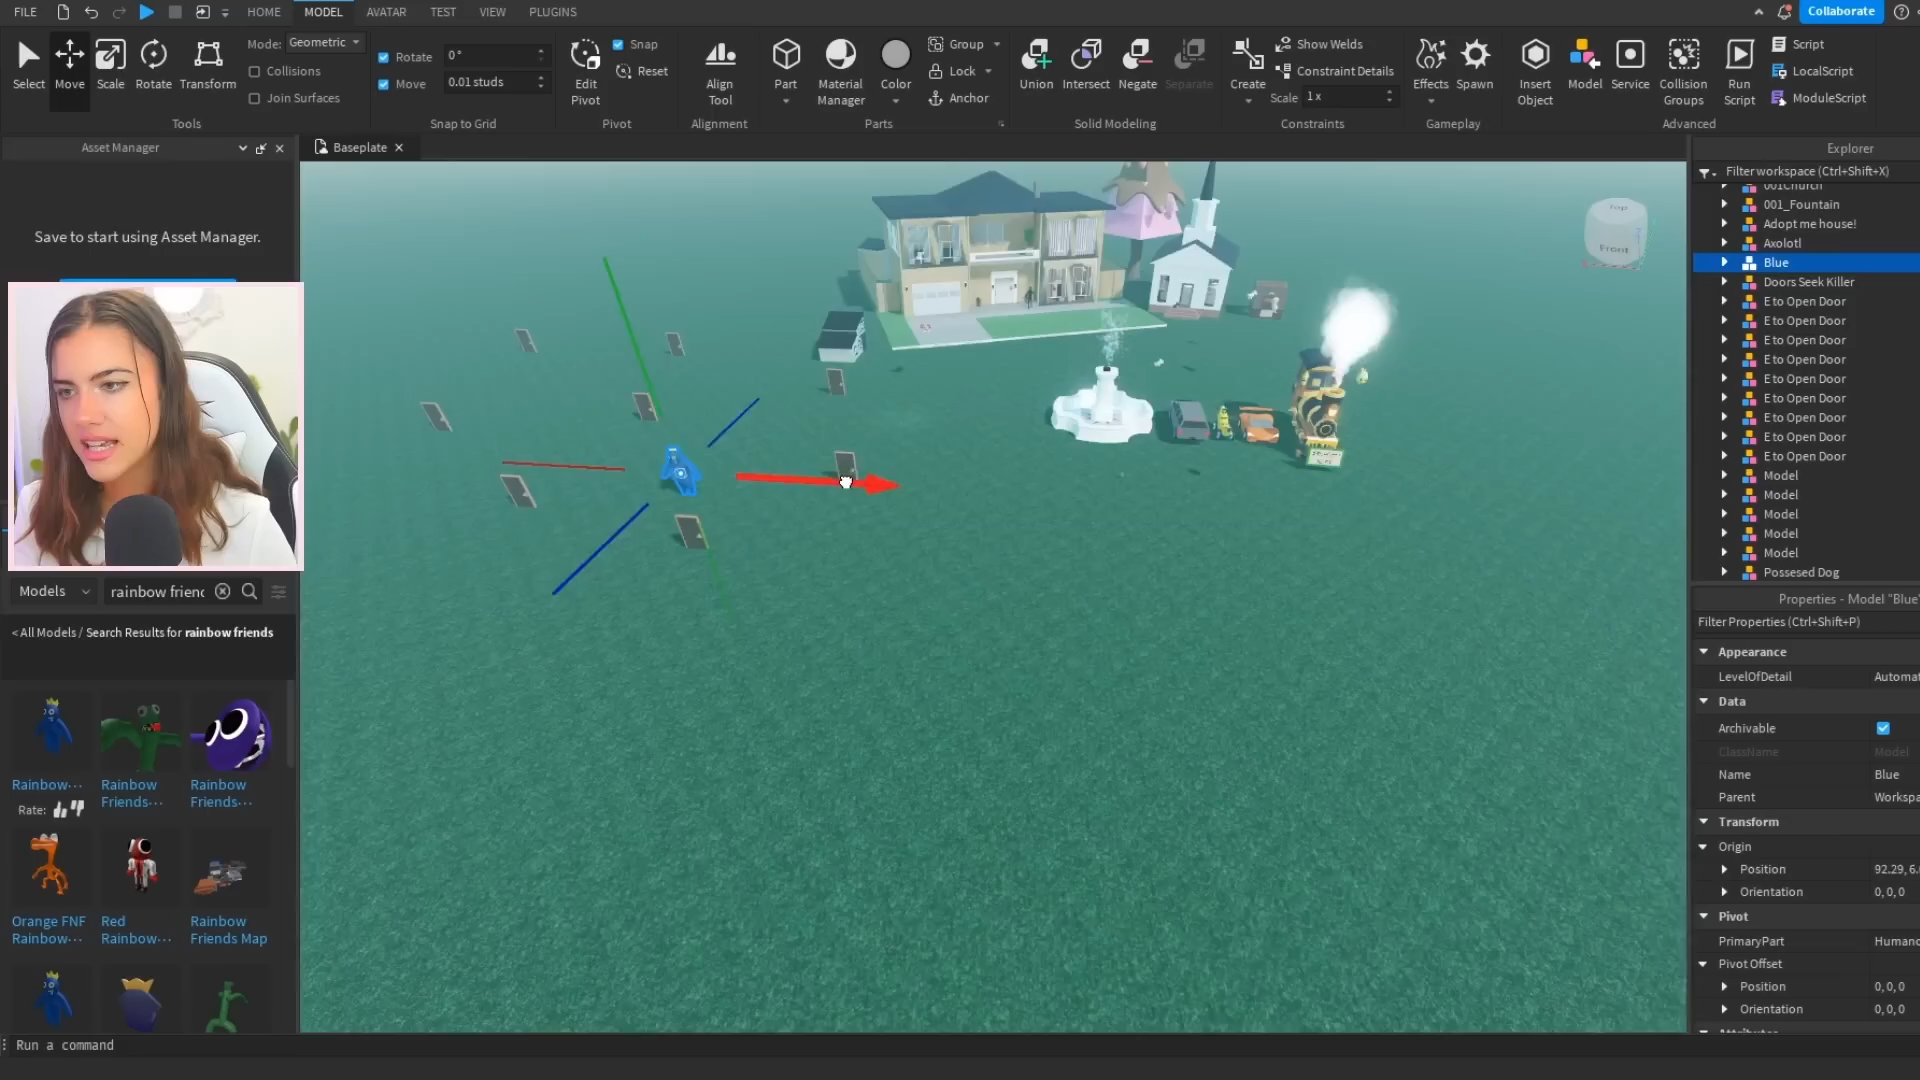 FILE HOME MODEL AVATAR TEST VIEW PLUGINS Collaborate
Select Move Scale Rotate Transform
Mode: Geometric
Collisions
Join Surfaces
Tools
Rotate 0 °
Move 0.01 studs
Snap to Grid
Edit Pivot
Snap
Reset
Pivot
Align Tool
Alignment
Part
Material Manager
Color
Group
Lock
Anchor
Parts
Union Intersect Negate Separate
Solid Modeling
Create
Show Welds
Constraint Details
Scale 1 x
Constraints
Effects Spawn
Gameplay
Insert Object
Model
Service
Collision Groups
Run Script
Script
LocalScript
ModuleScript
Advanced
Asset Manager
Save to start using Asset Manager.
Baseplate
Top
Front
Models rainbow frienc
< All Models / Search Results for rainbow friends
Rainbow···
Rate:
Rainbow Friends···
Rainbow Friends···
Orange FNF Rainbow···
Red Rainbow···
Rainbow Friends Map
Run a command
Explorer
Filter workspace (Ctrl+Shift+X)
001Church
001_Fountain
Adopt me house!
Axolotl
Blue
Doors Seek Killer
E to Open Door
E to Open Door
E to Open Door
E to Open Door
E to Open Door
E to Open Door
E to Open Door
E to Open Door
E to Open Door
Model
Model
Model
Model
Model
Possesed Dog
Properties - Model "Blue"
Filter Properties (Ctrl+Shift+P)
Appearance
LevelOfDetail Automat
Data
Archivable
ClassName Model
Name Blue
Parent Workspa
Transform
Origin
Position 92.29, 6.
Orientation 0, 0, 0
Pivot
PrimaryPart Humano
Pivot Offset
Position 0, 0, 0
Orientation 0, 0, 0
Attributes